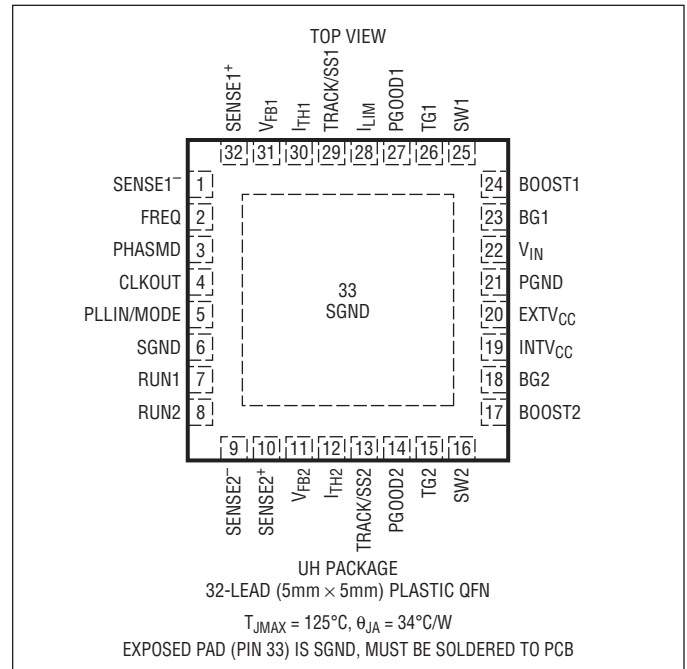 TOP VIEW
SENSE1+
VFB1
ITH1
TRACK/SS1
ILIM
PGOOD1
TG1
SW1
32 31 30 29 28 27 26 25
SENSE1– 1
FREQ 2
PHASMD 3
CLKOUT 4
PLLIN/MODE 5
SGND 6
RUN1 7
RUN2 8
33
SGND
24 BOOST1
23 BG1
22 VIN
21 PGND
20 EXTVCC
19 INTVCC
18 BG2
17 BOOST2
9 10 11 12 13 14 15 16
SENSE2–
SENSE2+
VFB2
ITH2
TRACK/SS2
PGOOD2
TG2
SW2
UH PACKAGE
32-LEAD (5mm × 5mm) PLASTIC QFN
TJMAX = 125°C, θJA = 34°C/W
EXPOSED PAD (PIN 33) IS SGND, MUST BE SOLDERED TO PCB